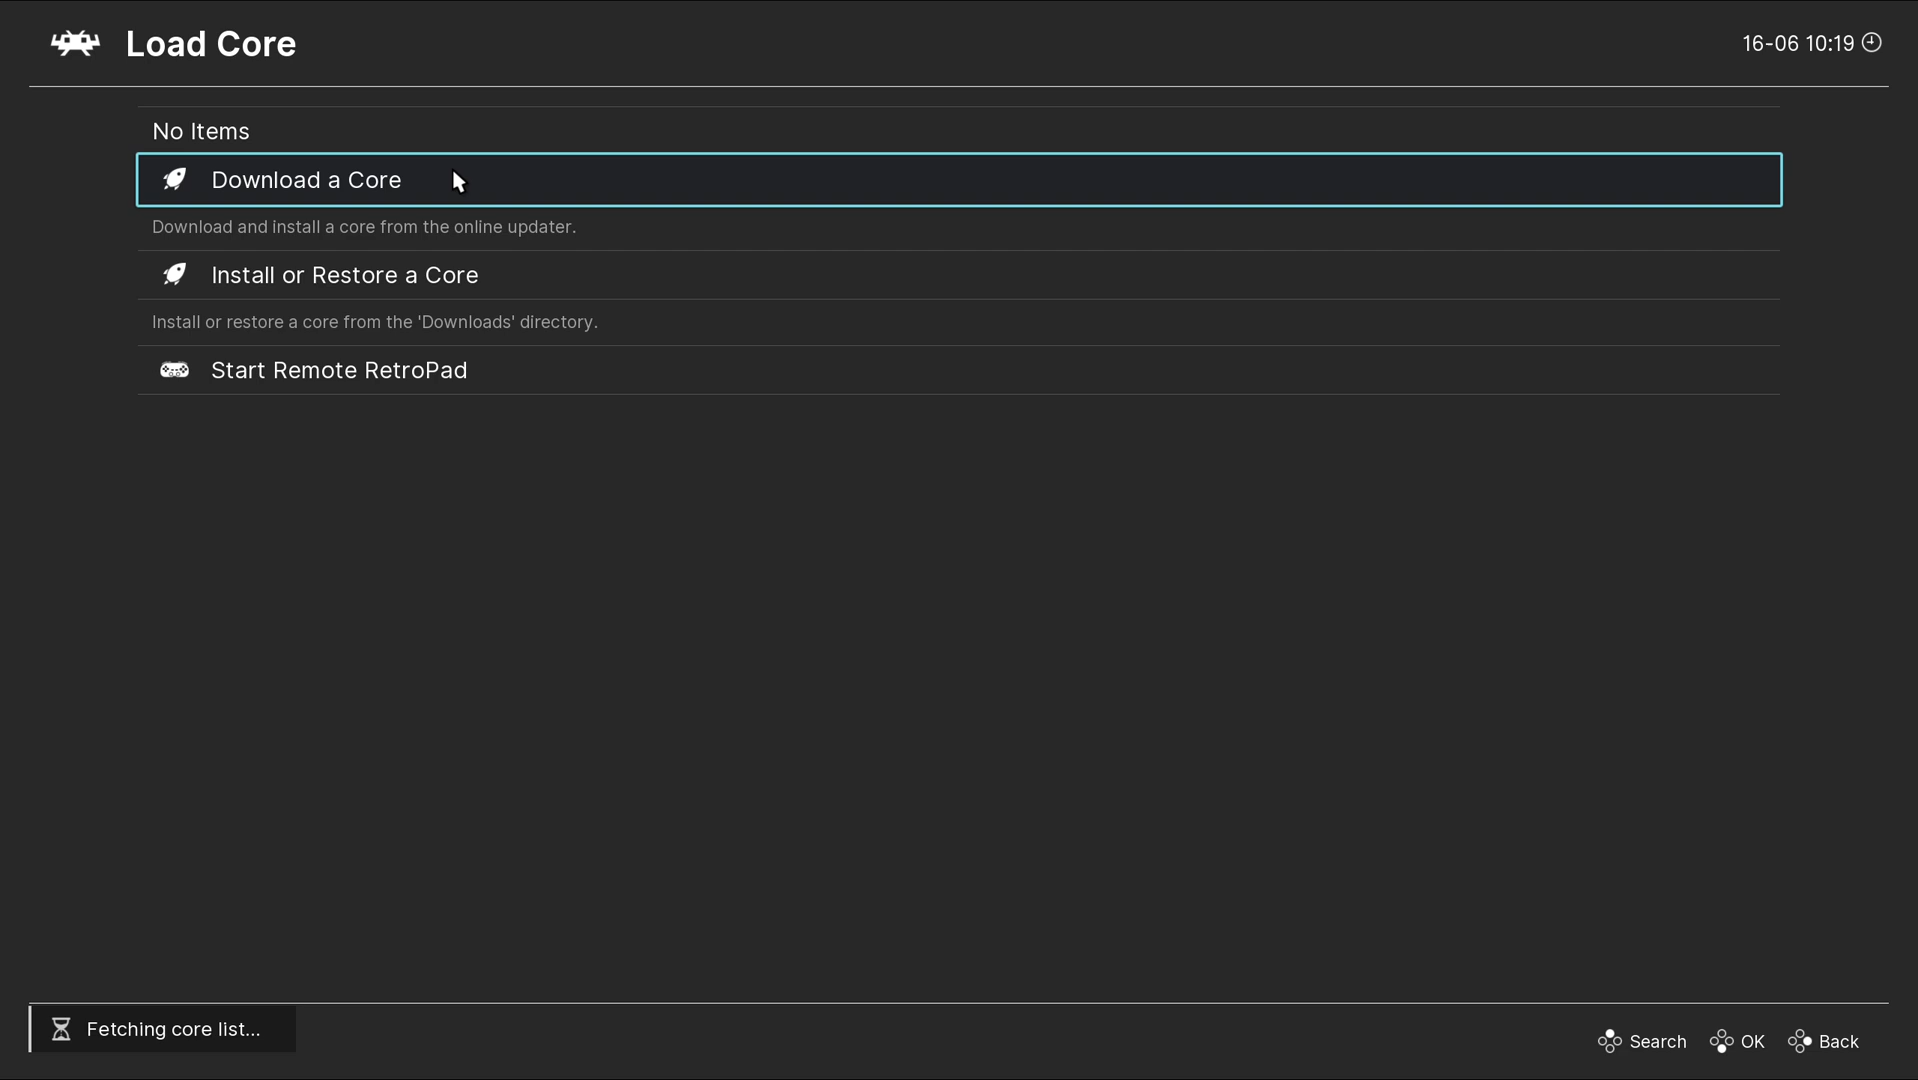 Load Core
16-06 10:19
No Items
Download a Core
Download and install a core from the online updater.
Install or Restore a Core
Install or restore a core from the 'Downloads' directory.
Start Remote RetroPad
Fetching core list...
Search OK Back